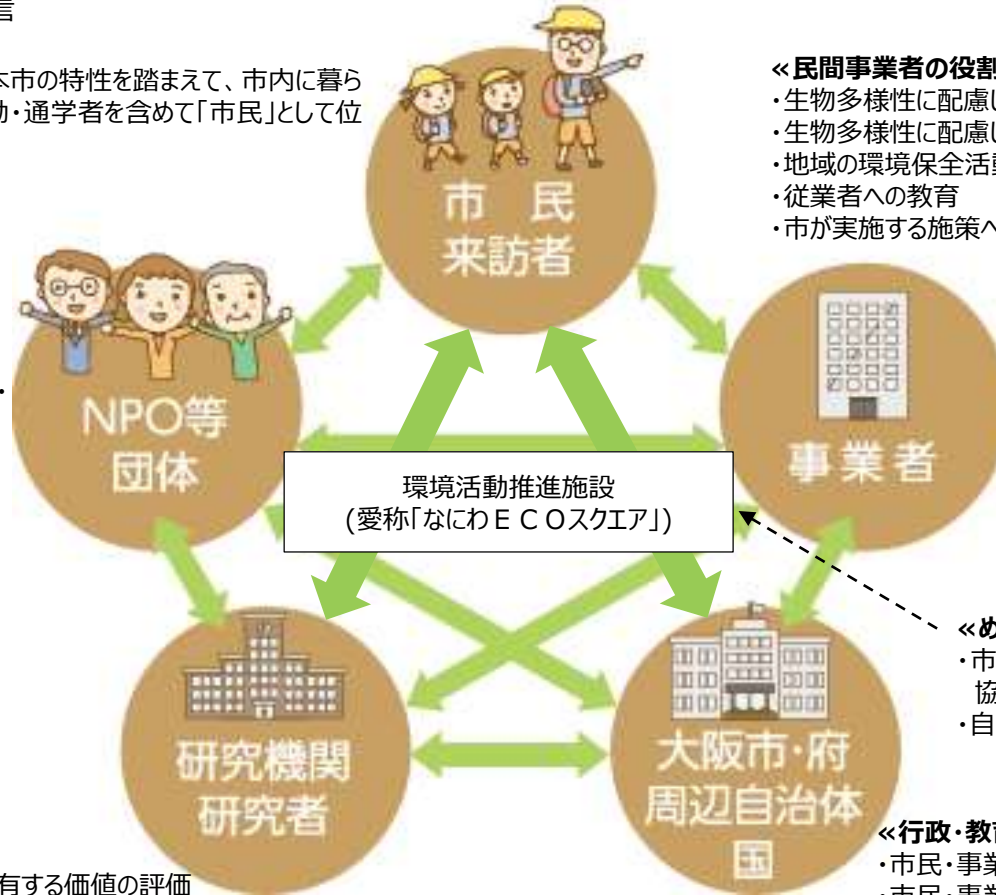 言
本市の特性を踏まえて、市内に暮ら
勤・通学者を含めて「市民」として位
市 民
来訪者
≪民間事業者の役割
・生物多様性に配慮し
・生物多様性に配慮し
・地域の環境保全活動
・従業者への教育
・市が実施する施策へ
NPO等
団体
事業者
環境活動推進施設
(愛称「なにわＥＣＯスクエア」)
≪め
・市
協
・自
研究機関
研究者
大阪市・府
周辺自治体
国
≪行政・教育
・市民・事業
・市民・事業
有する価値の評価